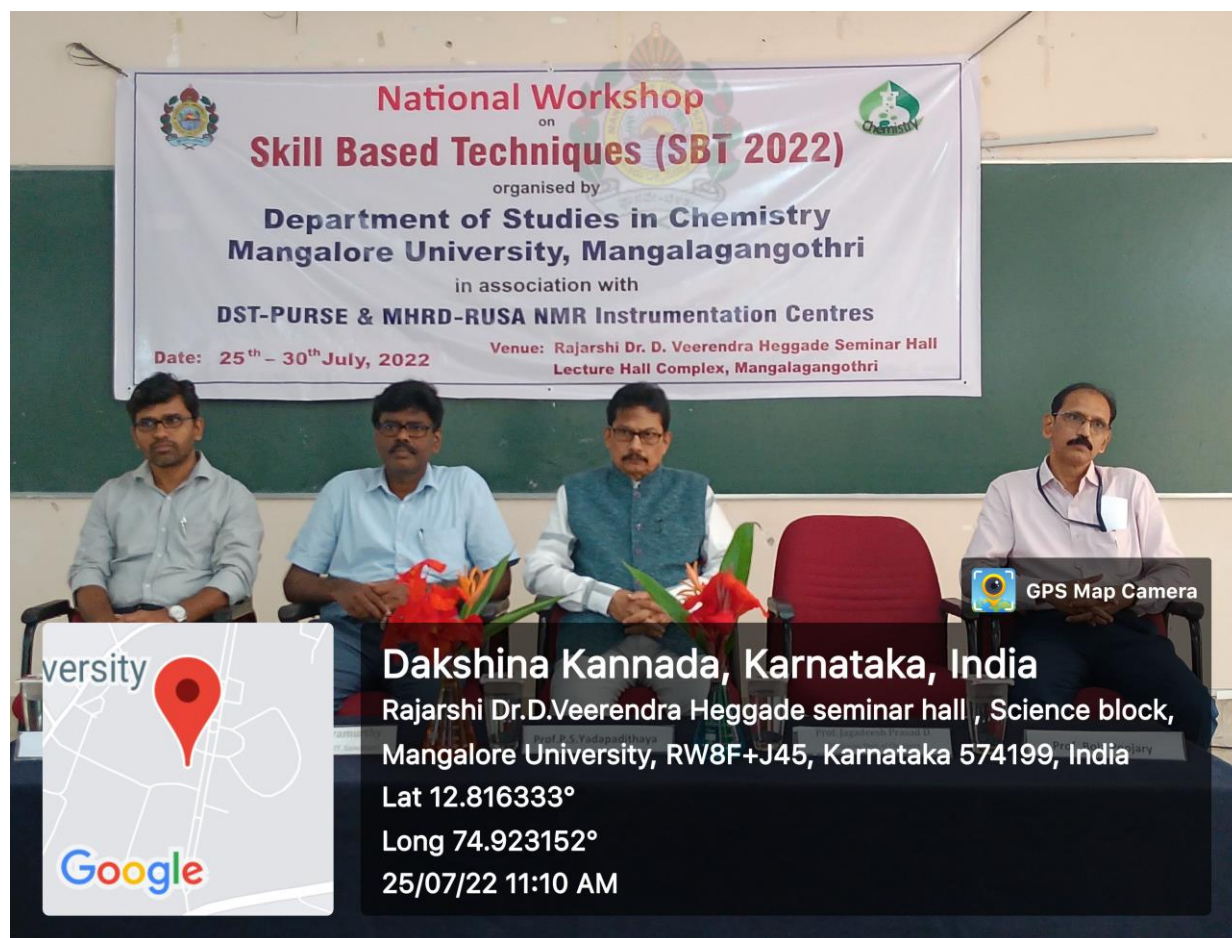 National Workshop
on
Skill Based Techniques (SBT 2022)
organised by
Department of Studies in Chemistry
Mangalore University, Mangalagangothri
in association with
DST-PURSE & MHRD-RUSA NMR Instrumentation Centres
Date: 25th – 30th July, 2022
Venue: Rajarshi Dr. D. Veerendra Heggade Seminar Hall
Lecture Hall Complex, Mangalagangothri
Chemistry
GPS Map Camera
versity
Google
Dakshina Kannada, Karnataka, India
Rajarshi Dr.D.Veerendra Heggade seminar hall , Science block,
Mangalore University, RW8F+J45, Karnataka 574199, India
Lat 12.816333°
Long 74.923152°
25/07/22 11:10 AM
Prof.P.S.Yadapadithaya
Prof. Jagadeesh Prasad D.